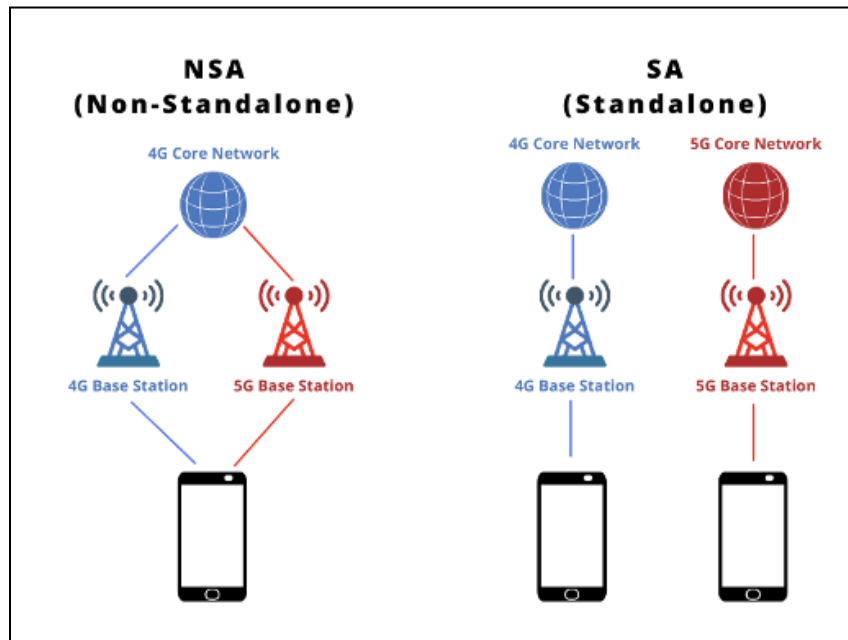 NSA
(Non-Standalone)
4G Core Network
4G Base Station
5G Base Station
SA
(Standalone)
4G Core Network
5G Core Network
4G Base Station
5G Base Station